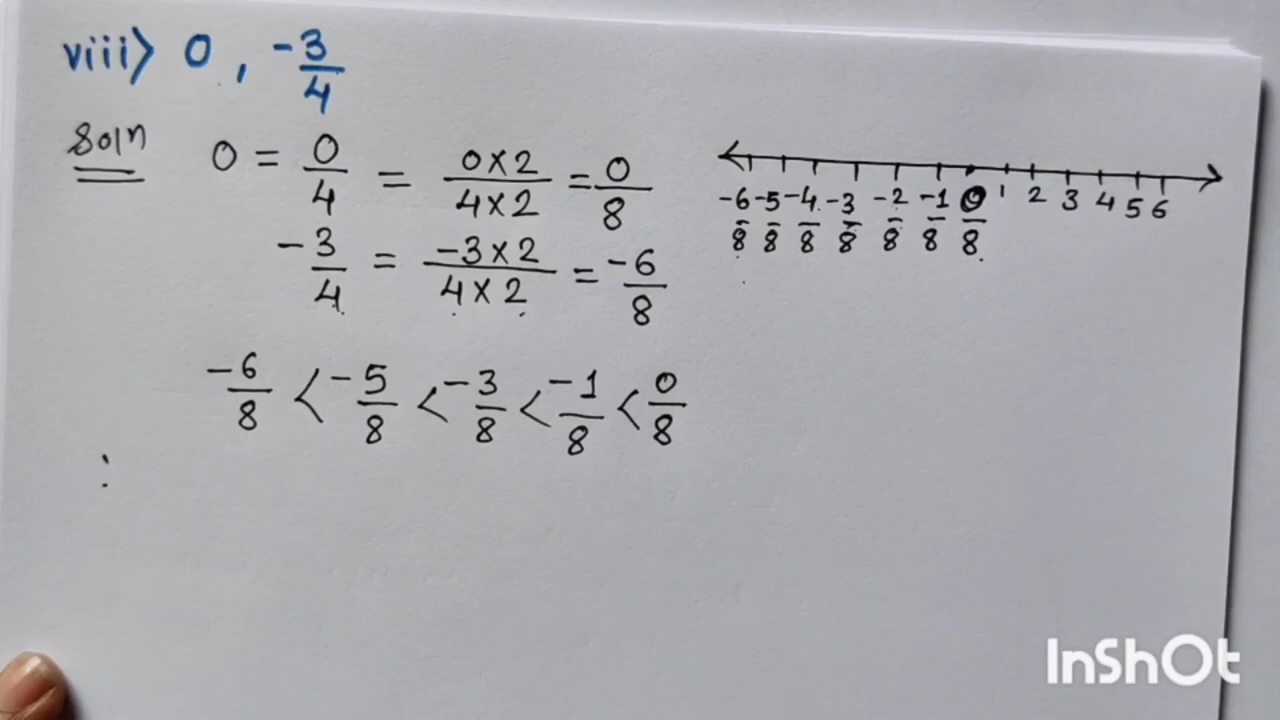 viii> 0, -3/4
Soln 0 = 0/4 = 0×2/4×2 = 0/8
-3/4 = -3×2/4×2 = -6/8
-6/8 < -5/8 < -3/8 < -1/8 < 0/8
:
-6/8 -5/8 -4/8 -3/8 -2/8 -1/8 0/8 1 2 3 4 5 6
InShOt